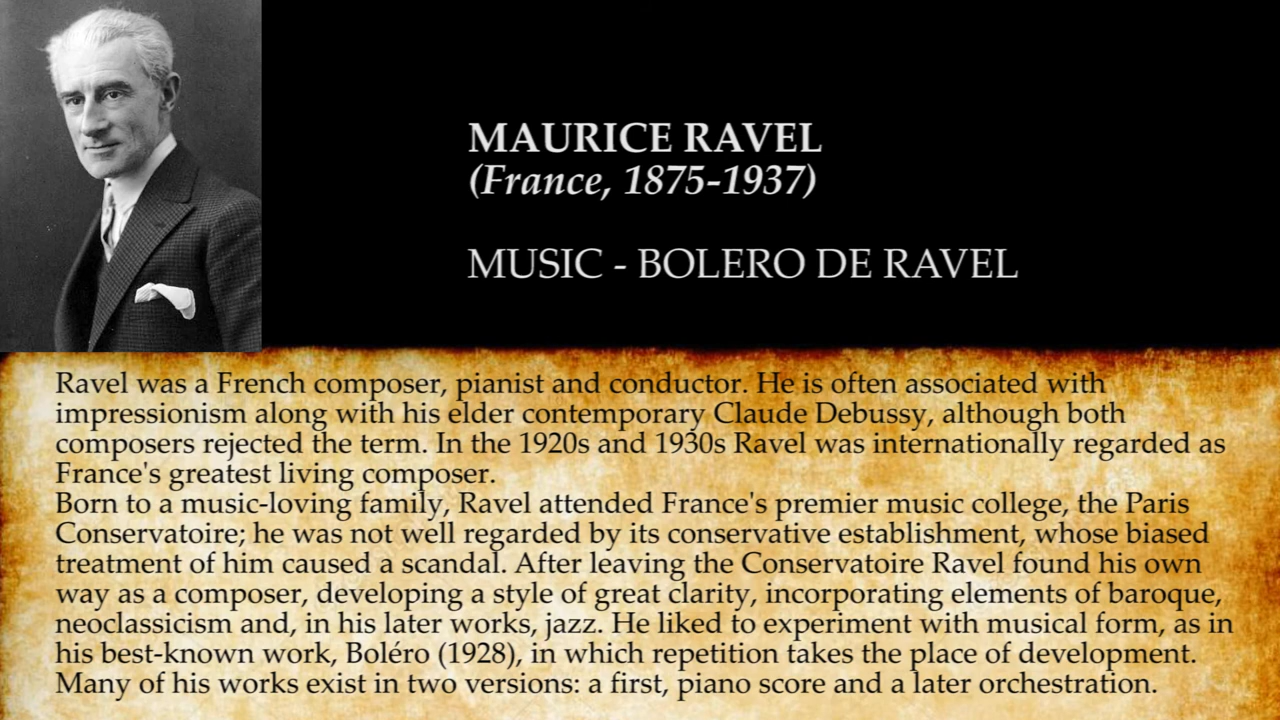 MAURICE RAVEL
(France, 1875-1937)
MUSIC - BOLERO DE RAVEL
Ravel was a French composer, pianist and conductor. He is often associated with
impressionism along with his elder contemporary Claude Debussy, although both
composers rejected the term. In the 1920s and 1930s Ravel was internationally regarded as
France's greatest living composer.
Born to a music-loving family, Ravel attended France's premier music college, the Paris
Conservatoire; he was not well regarded by its conservative establishment, whose biased
treatment of him caused a scandal. After leaving the Conservatoire Ravel found his own
way as a composer, developing a style of great clarity, incorporating elements of baroque,
neoclassicism and, in his later works, jazz. He liked to experiment with musical form, as in
his best-known work, Boléro (1928), in which repetition takes the place of development.
Many of his works exist in two versions: a first, piano score and a later orchestration.